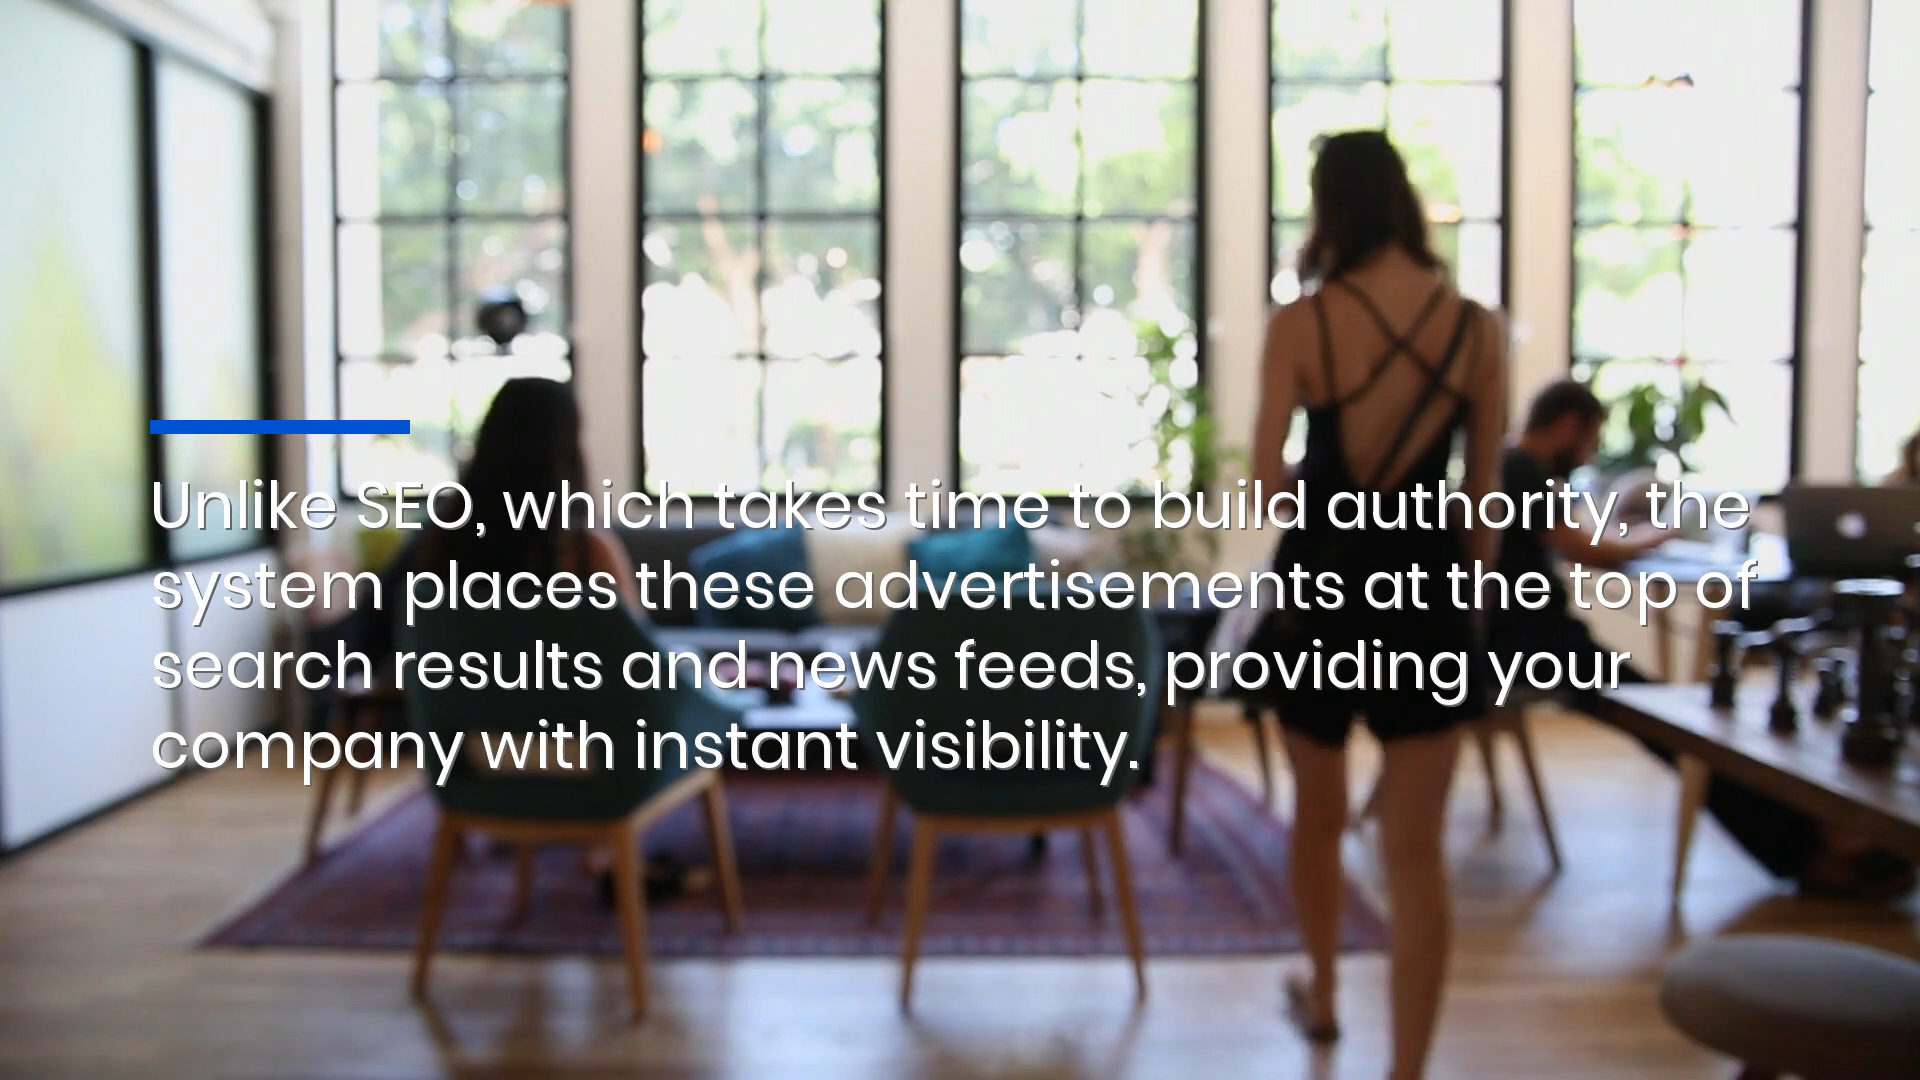 Unlike SEO, which takes time to build authority, the
system places these advertisements at the top of
search results and news feeds, providing your
company with instant visibility.